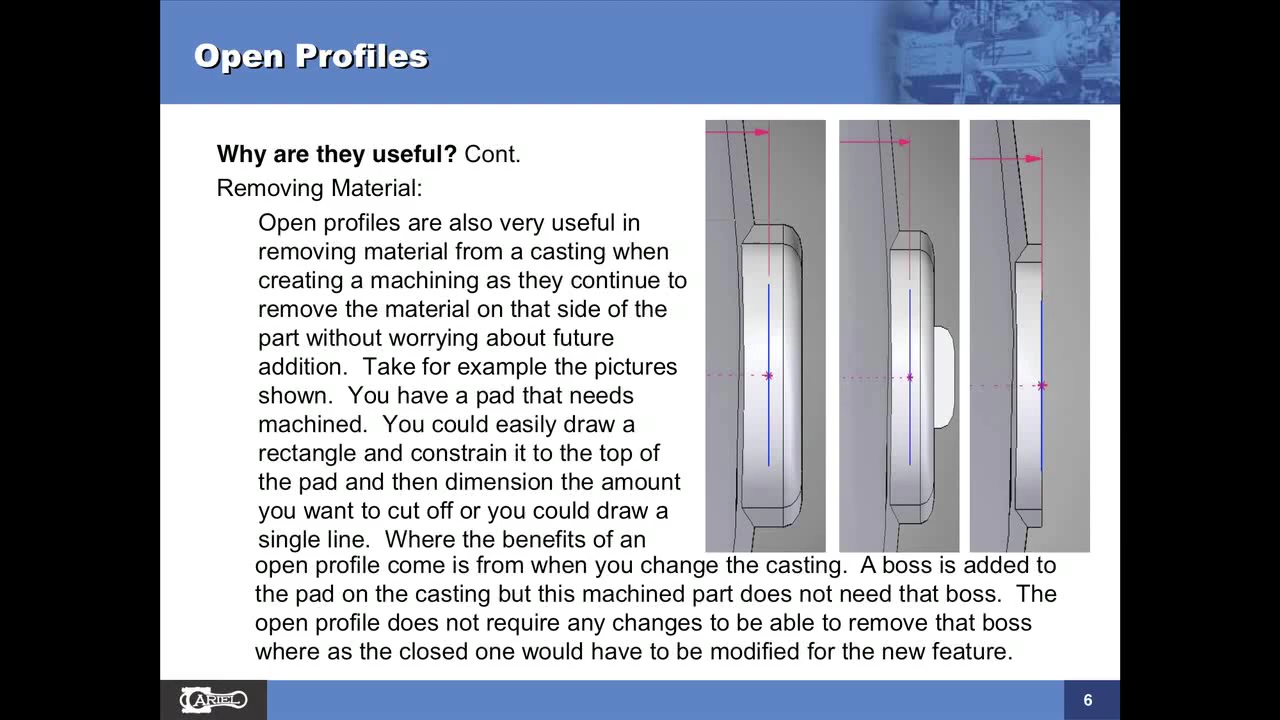 Open Profiles
Why are they useful? Cont.
Removing Material:
Open profiles are also very useful in
removing material from a casting when
creating a machining as they continue to
remove the material on that side of the
part without worrying about future
addition.  Take for example the pictures
shown.  You have a pad that needs
machined.  You could easily draw a
rectangle and constrain it to the top of
the pad and then dimension the amount
you want to cut off or you could draw a
single line.  Where the benefits of an
open profile come is from when you change the casting.  A boss is added to
the pad on the casting but this machined part does not need that boss.  The
open profile does not require any changes to be able to remove that boss
where as the closed one would have to be modified for the new feature.
ARIEL
6